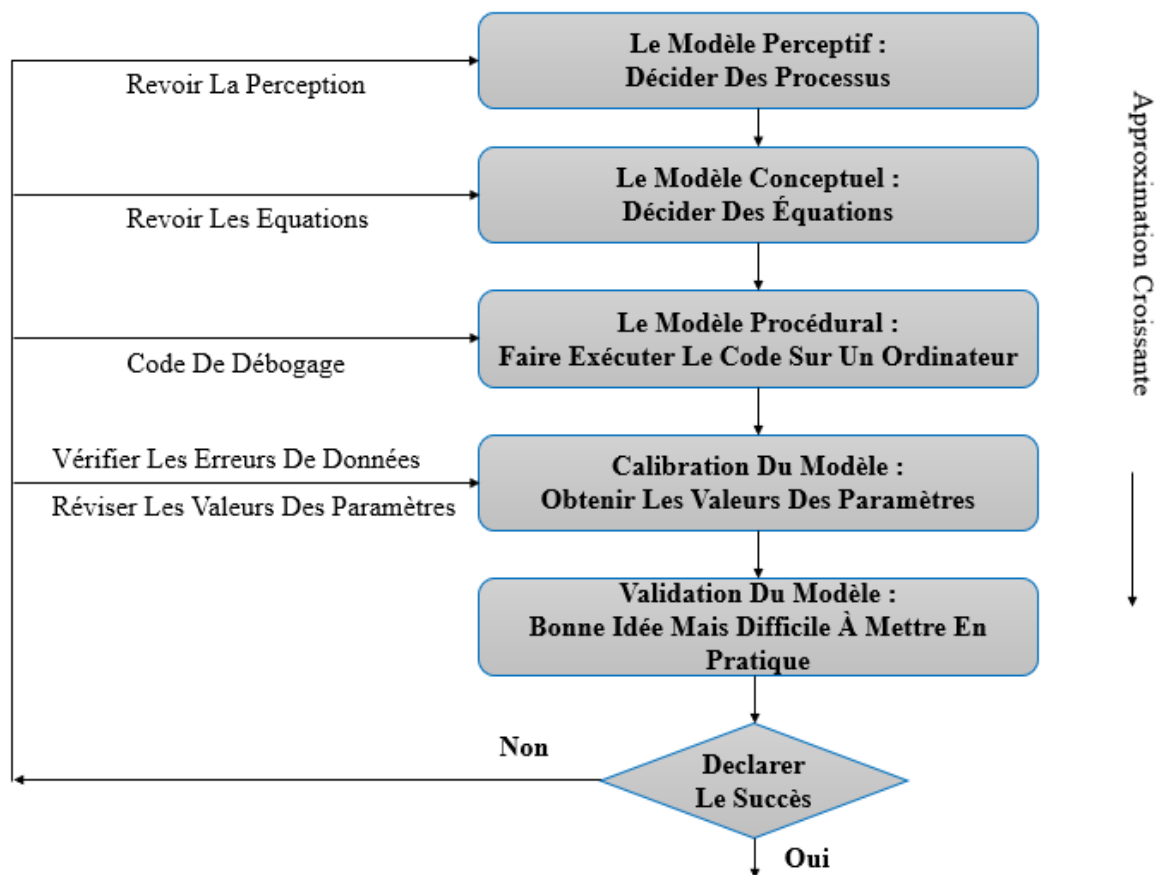 Le Modèle Perceptif :
Décider Des Processus
Revoir La Perception
Le Modèle Conceptuel :
Décider Des Équations
Revoir Les Equations
Le Modèle Procédural :
Faire Exécuter Le Code Sur Un Ordinateur
Code De Débogage
Calibration Du Modèle :
Obtenir Les Valeurs Des Paramètres
Vérifier Les Erreurs De Données
Réviser Les Valeurs Des Paramètres
Validation Du Modèle :
Bonne Idée Mais Difficile À Mettre En
Pratique
Non
Declarer
Le Succès
Oui
Approximation Croissante